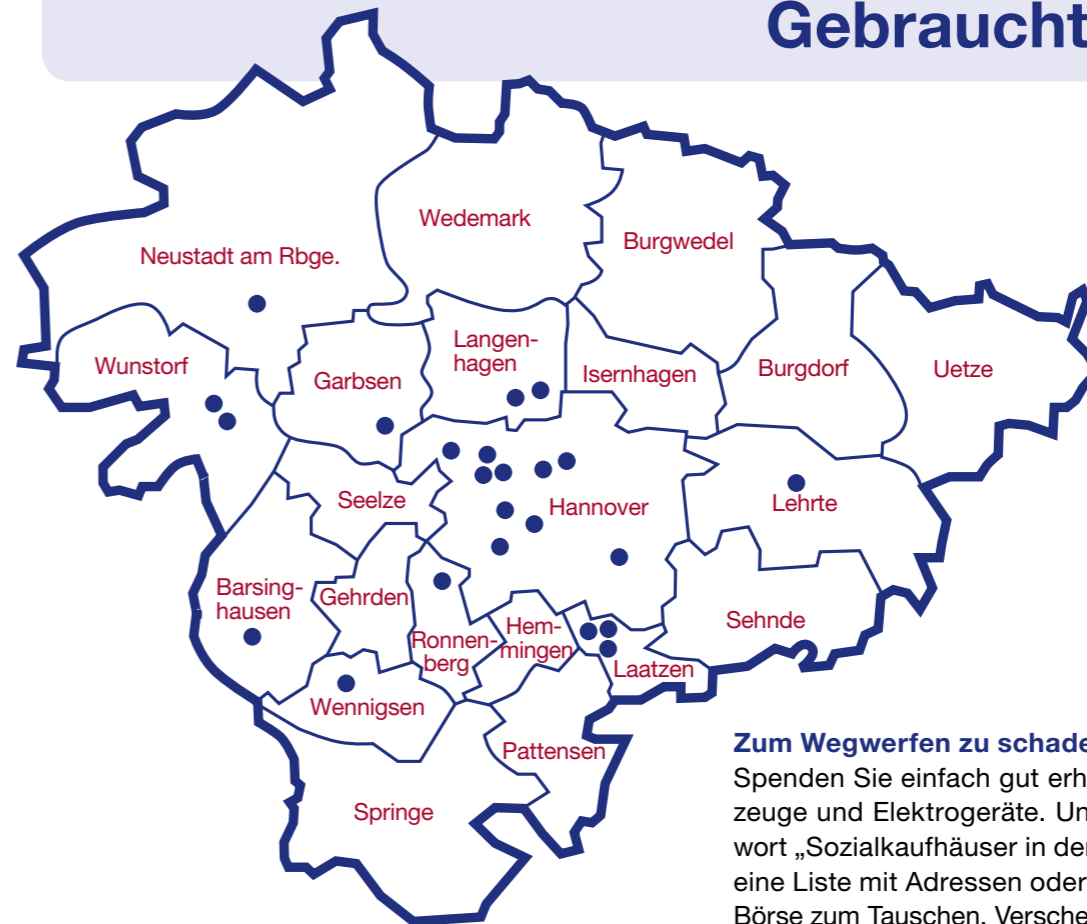 Gebraucht
Wedemark
Burgwedel
Neustadt am Rbge.
Langen-
hagen
Wunstorf
Garbsen
Isernhagen
Burgdorf
Uetze
Seelze
Hannover
Lehrte
Barsing-
hausen
Gehrden
Ronnen-
berg
Hem-
mingen
Sehnde
Laatzen
Wennigsen
Pattensen
Springe
Zum Wegwerfen zu schade
Spenden Sie einfach gut erh
zeuge und Elektrogeräte. Un
wort „Sozialkaufhäuser in der
eine Liste mit Adressen oder
Börse zum Tauschen, Versche